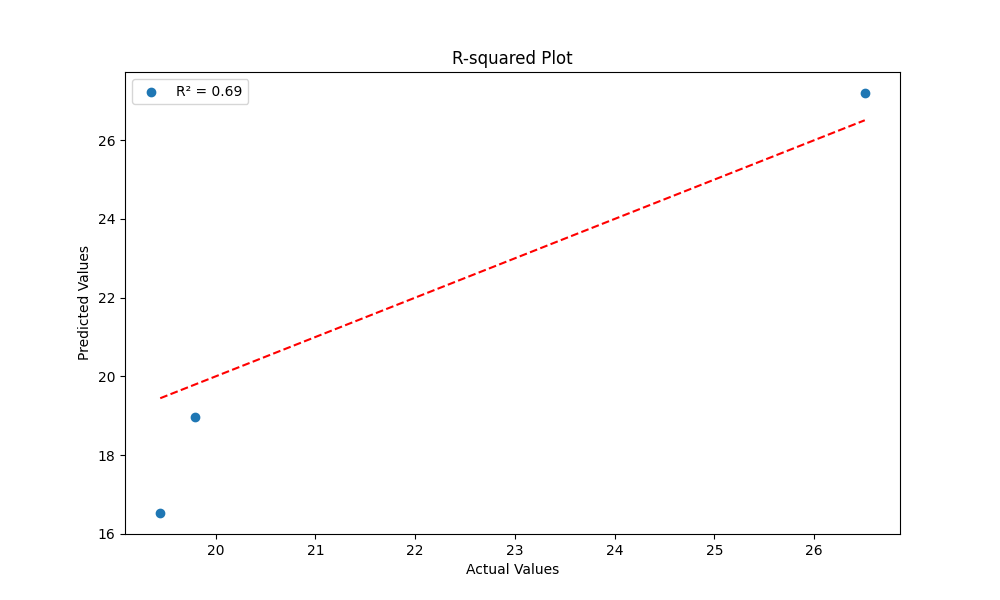 R-squared Plot
R² = 0.69
26
24
22
20
18
16
Predicted Values
20 21 22 23 24 25 26
Actual Values